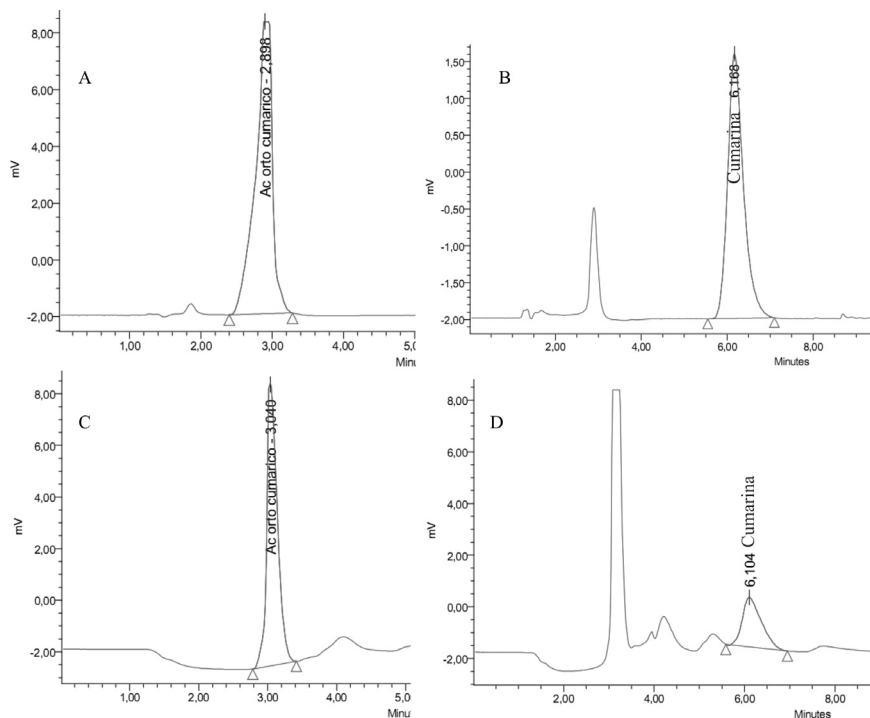 A
mV
8,00
6,00
4,00
2,00
0,00
-2,00
Ac orto cumarico - 2,898
1,00 2,00 3,00 4,00 5,0
Minu
B
mV
1,50
1,00
0,50
0,00
-0,50
-1,00
-1,50
-2,00
Cumarina 6,168
2,00 4,00 6,00 8,00
Minutes
C
mV
8,00
6,00
4,00
2,00
0,00
-2,00
Ac orto cumarico - 3,040
1,00 2,00 3,00 4,00 5,0
Minut
D
mV
8,00
6,00
4,00
2,00
0,00
-2,00
6,104 Cumarina
2,00 4,00 6,00 8,00
Minutes